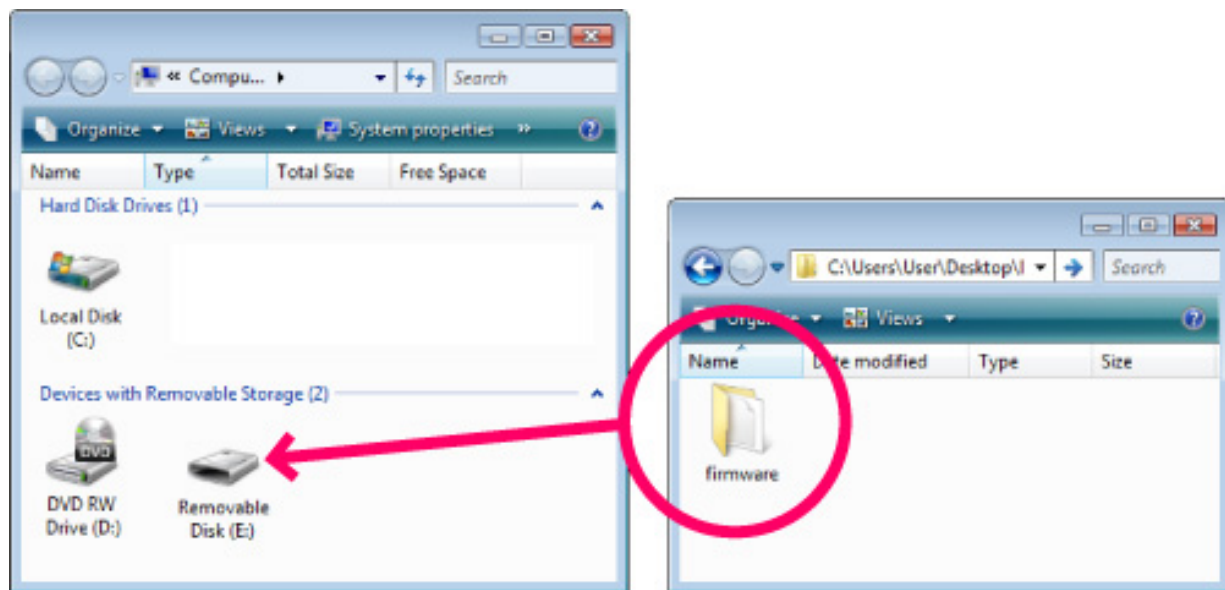 « Compu...
Search
Organize Views System properties »
Name Type Total Size Free Space
Hard Disk Drives (1)
Local Disk
(C:)
Devices with Removable Storage (2)
DVD
DVD RW
Drive (D:)
Removable
Disk (E:)
C:\Users\User\Desktop\
Search
Organize Views
Name Date modified Type Size
firmware